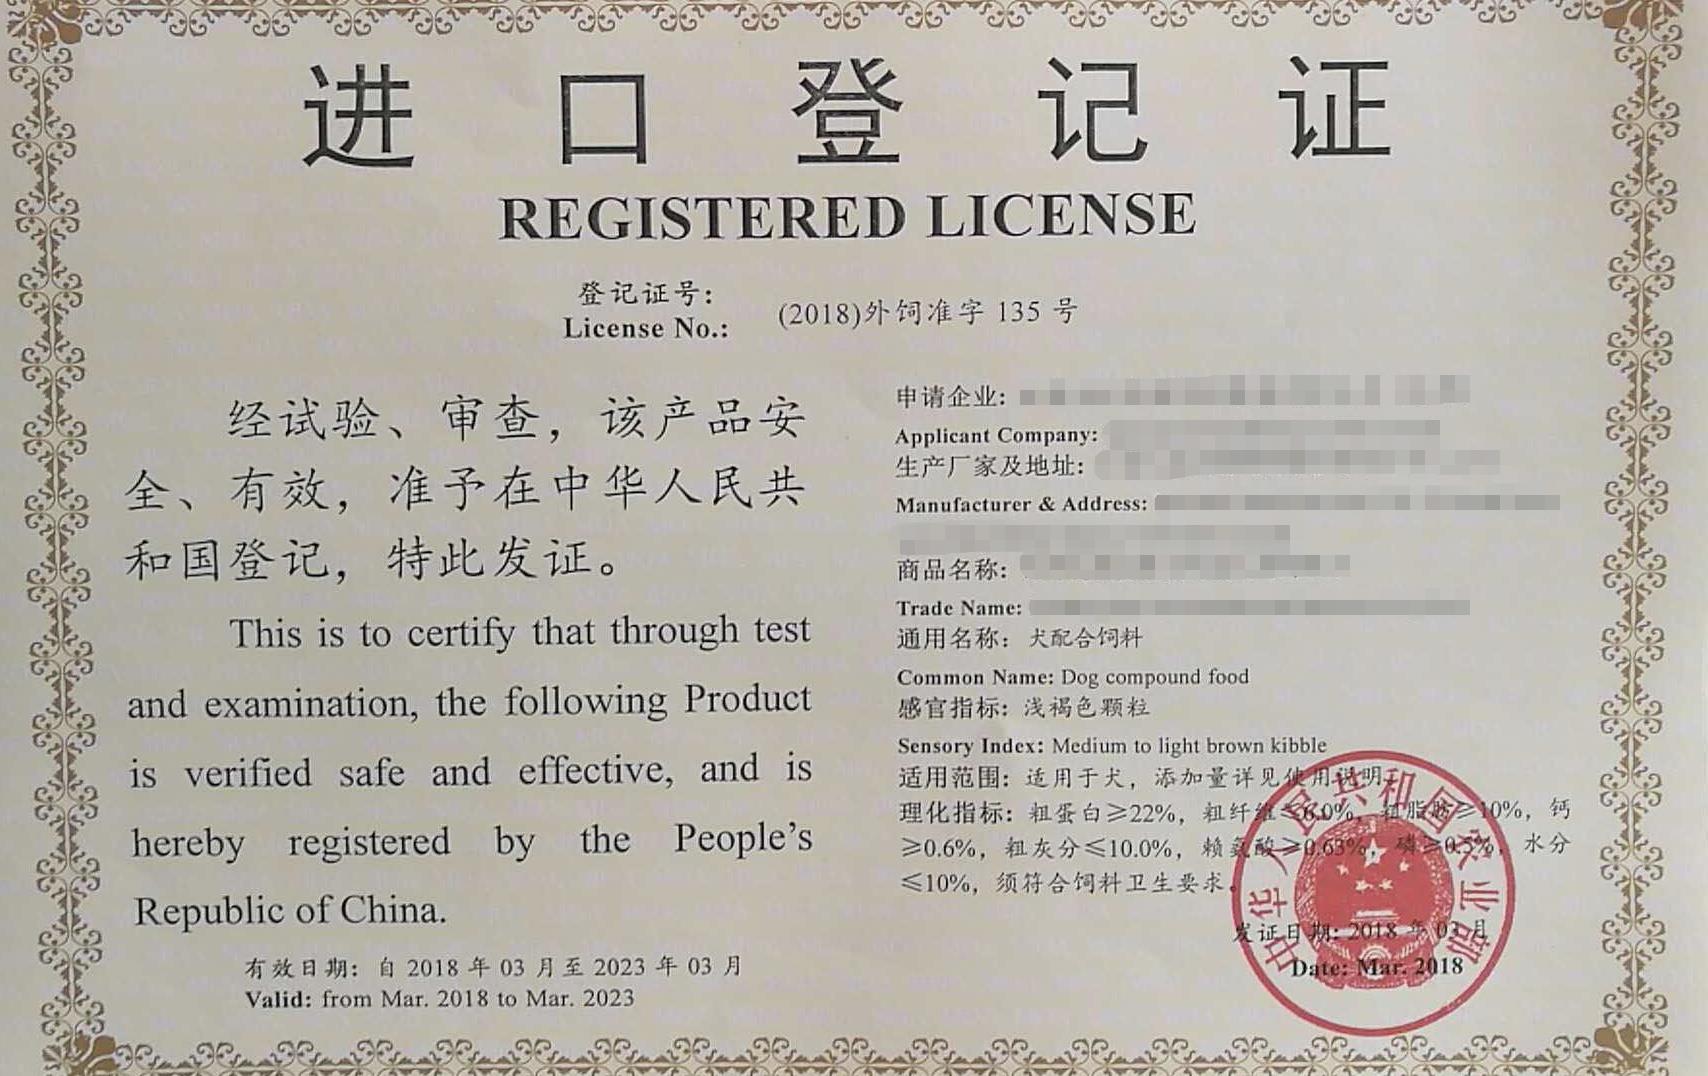 进口登记证
REGISTERED LICENSE
登记证号:
License No.:
(2018)外饲准字 135 号
经试验、审查，该产品安
全、有效，准予在中华人民共
和国登记，特此发证。
This is to certify that through test
and examination, the following Product
is verified safe and effective, and is
hereby registered by the People's
Republic of China.
有效日期: 自 2018 年 03 月至 2023 年 03 月
Valid: from Mar. 2018 to Mar. 2023
申请企业:
Applicant Company:
生产厂家及地址:
Manufacturer & Address:
商品名称:
Trade Name:
通用名称: 犬配合饲料
Common Name: Dog compound food
感官指标: 浅褐色颗粒
Sensory Index: Medium to light brown kibble
适用范围: 适用于犬，添加量详见使用说明。
理化指标: 粗蛋白≥22%，粗纤维≤6.0%，粗脂肪≥10%，钙
≥0.6%，粗灰分≤10.0%，赖氨酸≥0.63%，磷≥0.5%，水分
≤10%，须符合饲料卫生要求。
发证日期: 2018 年 03 月
Date: Mar. 2018
中华人民共和国农业部